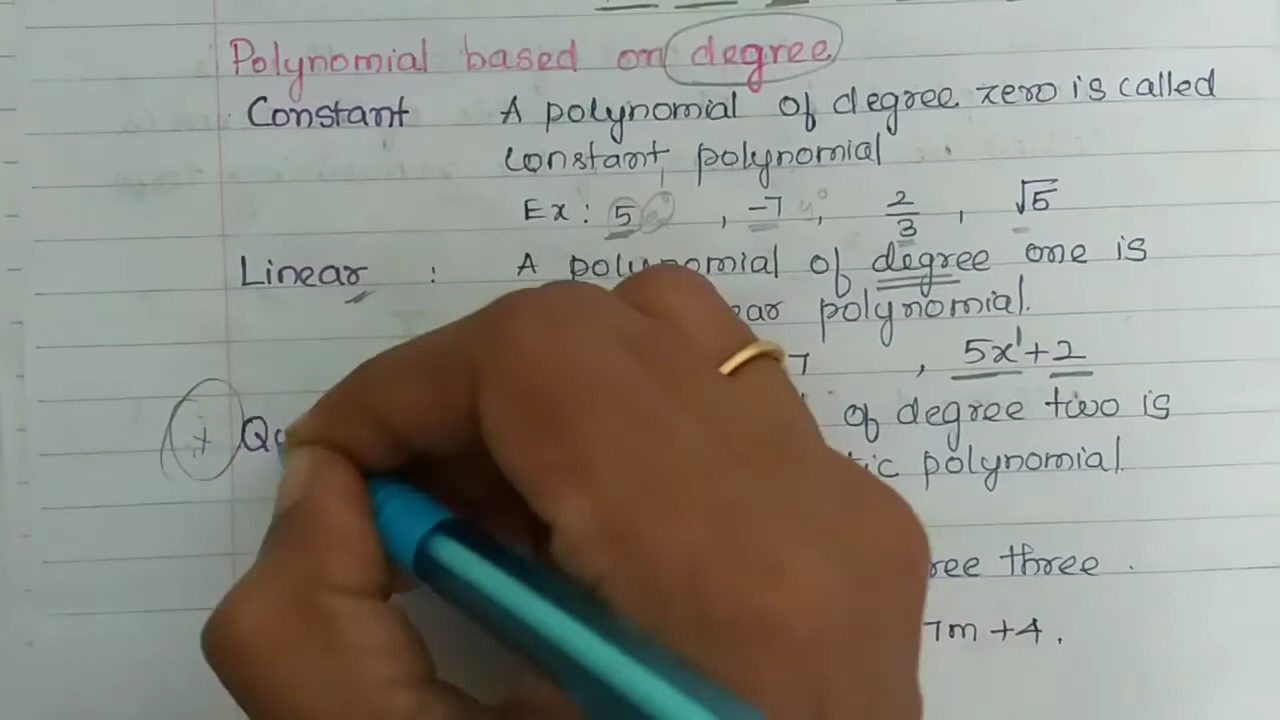 Polynomial based on degree
Constant A polynomial of degree zero is called
constant polynomial
Ex : 5 , -7 , 2/3 , √5
Linear : A polynomial of degree one is
polynomial.
7 , 5x¹+2
of degree two is
polynomial.
three .
7m +4 .